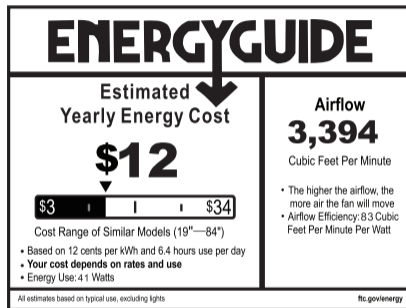 ENERGYGUIDE
Estimated
Yearly Energy Cost
$12
$3
$34
Cost Range of Similar Models (19"—84")
• Based on 12 cents per kWh and 6.4 hours use per day
• Your cost depends on rates and use
• Energy Use: 41 Watts
Airflow
3,394
Cubic Feet Per Minute
• The higher the airflow, the
more air the fan will move
• Airflow Efficiency: 83 Cubic
Feet Per Minute Per Watt
All estimates based on typical use, excluding lights
ftc.gov/energy